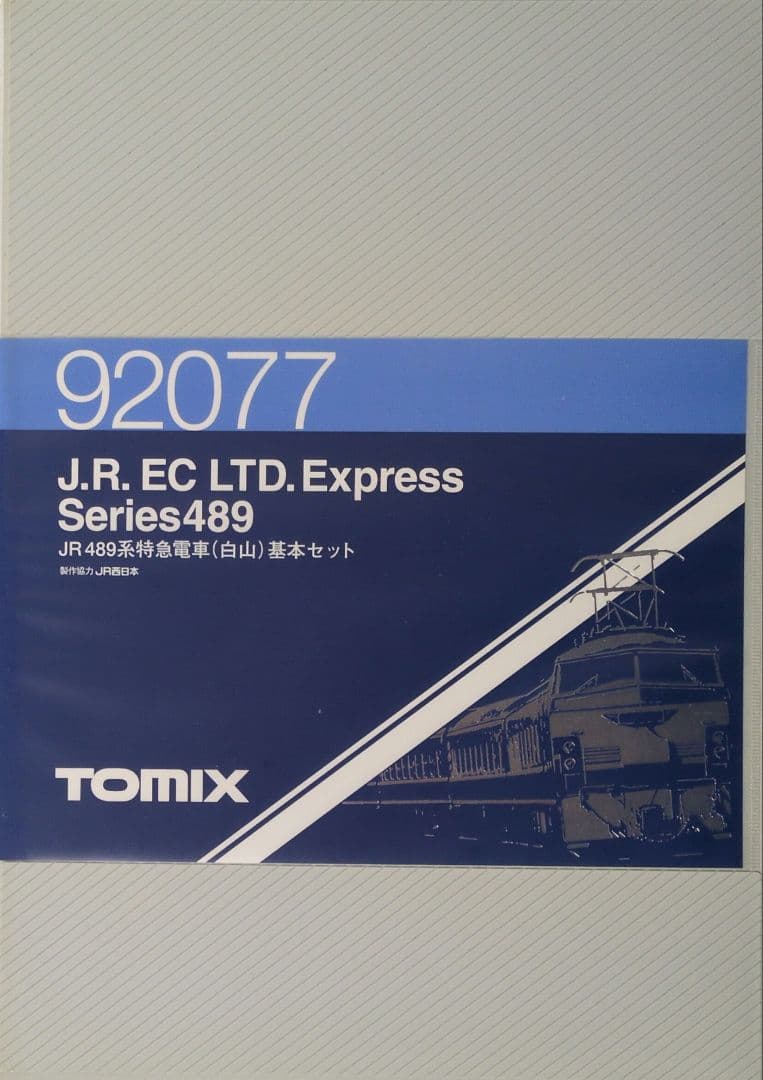 92077
J.R. EC LTD. Express
Series489
JR 489系特急電車(白山)基本セット
製作協力 JR西日本
TOMIX